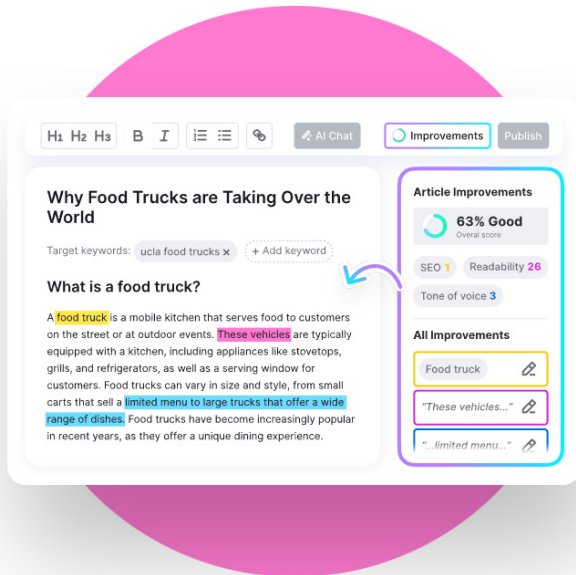 H1 H2 H3 B I AI Chat Improvements Publish
Why Food Trucks are Taking Over the
World
Target keywords: ucla food trucks × + Add keyword
What is a food truck?
A food truck is a mobile kitchen that serves food to customers
on the street or at outdoor events. These vehicles are typically
equipped with a kitchen, including appliances like stovetops,
grills, and refrigerators, as well as a serving window for
customers. Food trucks can vary in size and style, from small
carts that sell a limited menu to large trucks that offer a wide
range of dishes. Food trucks have become increasingly popular
in recent years, as they offer a unique dining experience.
Article Improvements
63% Good
Overal score
SEO 1 Readability 26
Tone of voice 3
All Improvements
Food truck
"These vehicles..."
"...limited menu..."